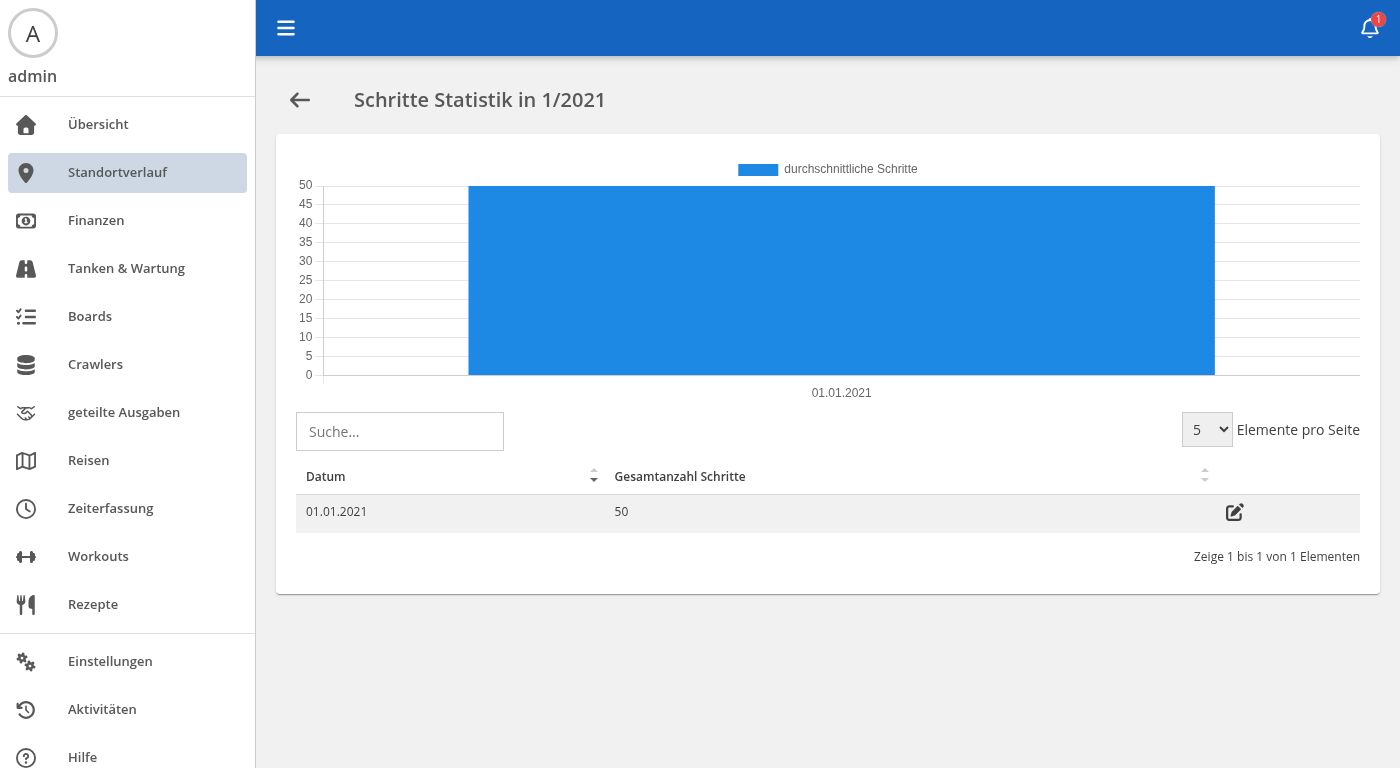 A
admin
Übersicht
Standortverlauf
Finanzen
Tanken & Wartung
Boards
Crawlers
geteilte Ausgaben
Reisen
Zeiterfassung
Workouts
Rezepte
Einstellungen
Aktivitäten
Hilfe
1
Schritte Statistik in 1/2021
durchschnittliche Schritte
50
45
40
35
30
25
20
15
10
5
0
01.01.2021
Suche...
5 Elemente pro Seite
Datum Gesamtanzahl Schritte
01.01.2021 50
Zeige 1 bis 1 von 1 Elementen